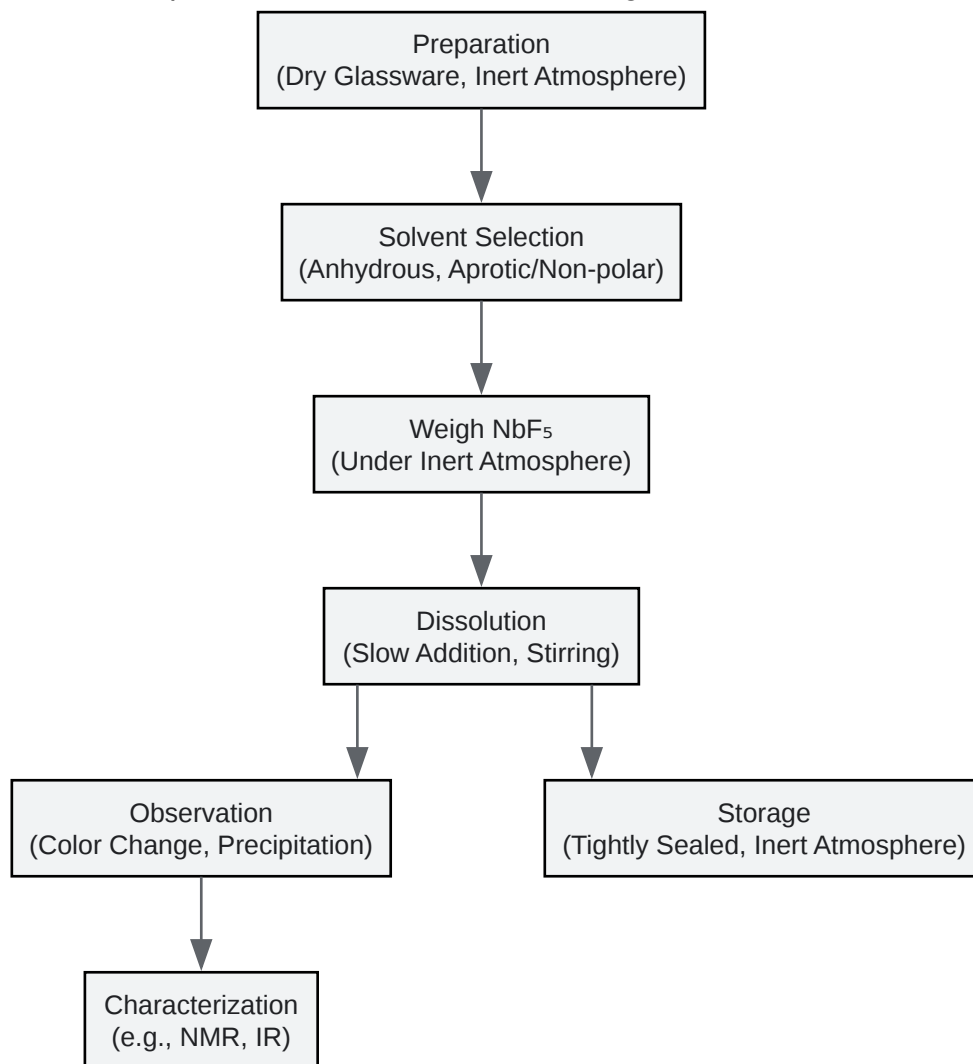 Preparation
(Dry Glassware, Inert Atmosphere)
Solvent Selection
(Anhydrous, Aprotic/Non-polar)
Weigh NbF₅
(Under Inert Atmosphere)
Dissolution
(Slow Addition, Stirring)
Observation
(Color Change, Precipitation)
Storage
(Tightly Sealed, Inert Atmosphere)
Characterization
(e.g., NMR, IR)